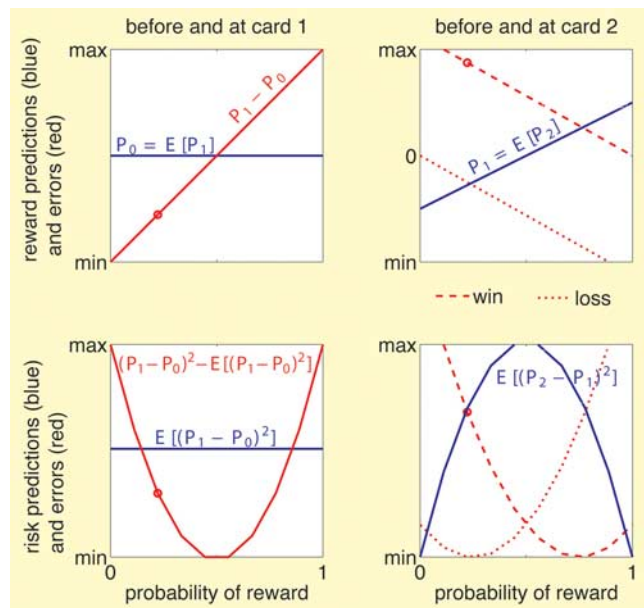 before and at card 1
before and at card 2
reward predictions (blue)
and errors (red)
max
min
P₀ = E [P₁]
P₁ − P₀
max
0
min
P₁ = E [P₂]
win
loss
risk predictions (blue)
and errors (red)
max
min
(P₁−P₀)²−E [(P₁−P₀)²]
E [(P₁ − P₀)²]
0
1
probability of reward
max
min
E [(P₂ − P₁)²]
0
1
probability of reward